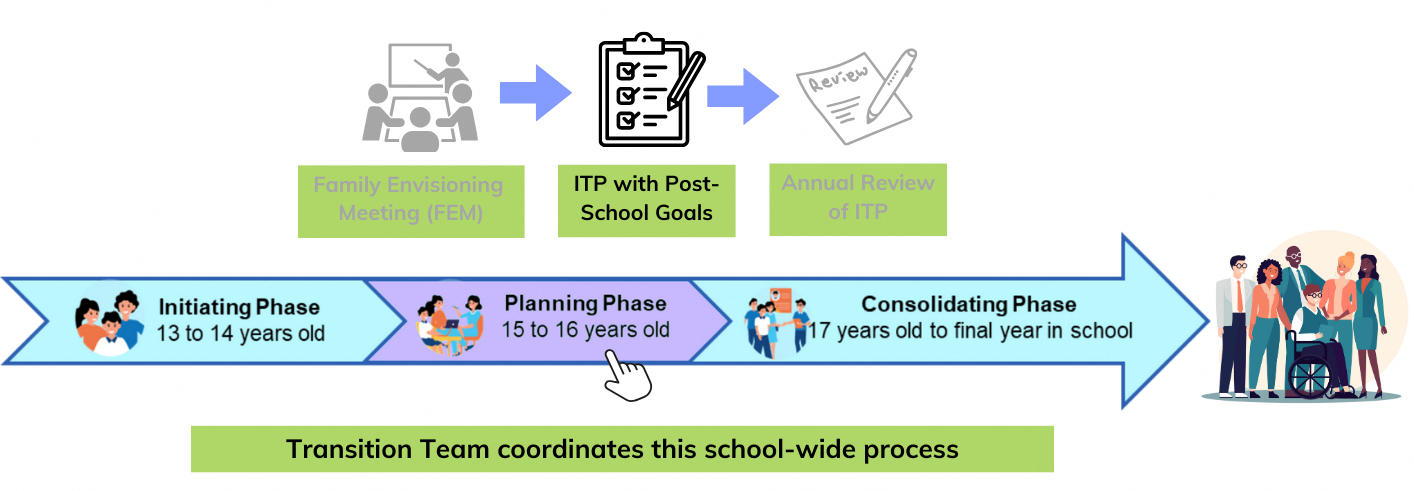 Review
Family Envisioning
Meeting (FEM)
ITP with Post-
School Goals
Annual Review
of ITP
Initiating Phase
13 to 14 years old
Planning Phase
15 to 16 years old
Consolidating Phase
17 years old to final year in school
Transition Team coordinates this school-wide process